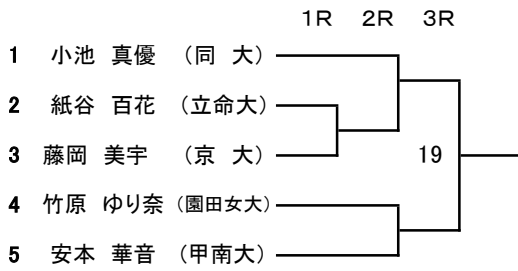 1R 2R 3R
1 小池 真優 (同 大)
2 紙谷 百花 (立命大)
3 藤岡 美宇 (京 大)
19
4 竹原 ゆり奈 (園田女大)
5 安本 華音 (甲南大)